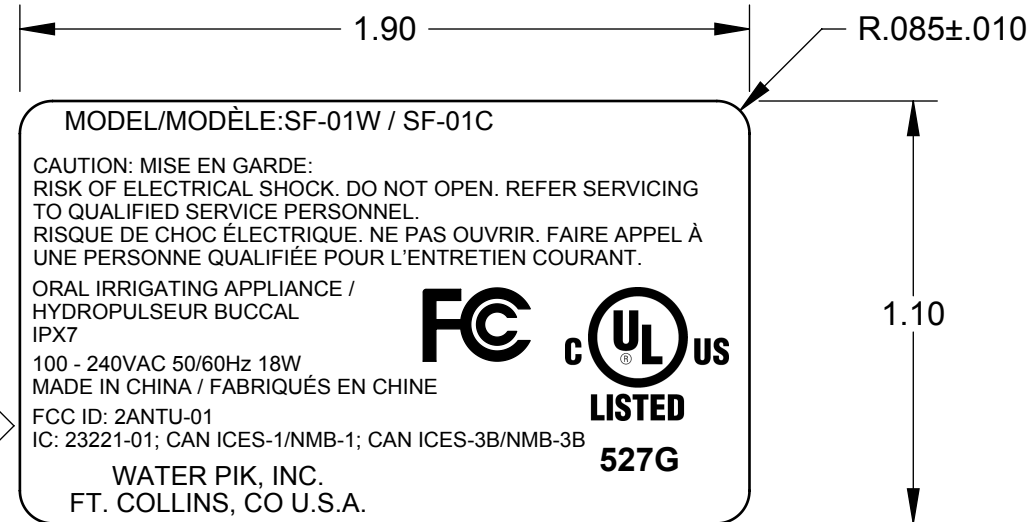 1.90
R.085±.010
MODEL/MODÈLE:SF-01W / SF-01C
CAUTION: MISE EN GARDE:
RISK OF ELECTRICAL SHOCK. DO NOT OPEN. REFER SERVICING
TO QUALIFIED SERVICE PERSONNEL.
RISQUE DE CHOC ÉLECTRIQUE. NE PAS OUVRIR. FAIRE APPEL À
UNE PERSONNE QUALIFIÉE POUR L'ENTRETIEN COURANT.
1.10
ORAL IRRIGATING APPLIANCE /
HYDROPULSEUR BUCCAL
IPX7
100 - 240VAC 50/60Hz 18W
MADE IN CHINA / FABRIQUÉS EN CHINE
FCC ID: 2ANTU-01
IC: 23221-01; CAN ICES-1/NMB-1; CAN ICES-3B/NMB-3B
WATER PIK, INC.
FT. COLLINS, CO U.S.A.
FC
C UL ® US
LISTED
527G